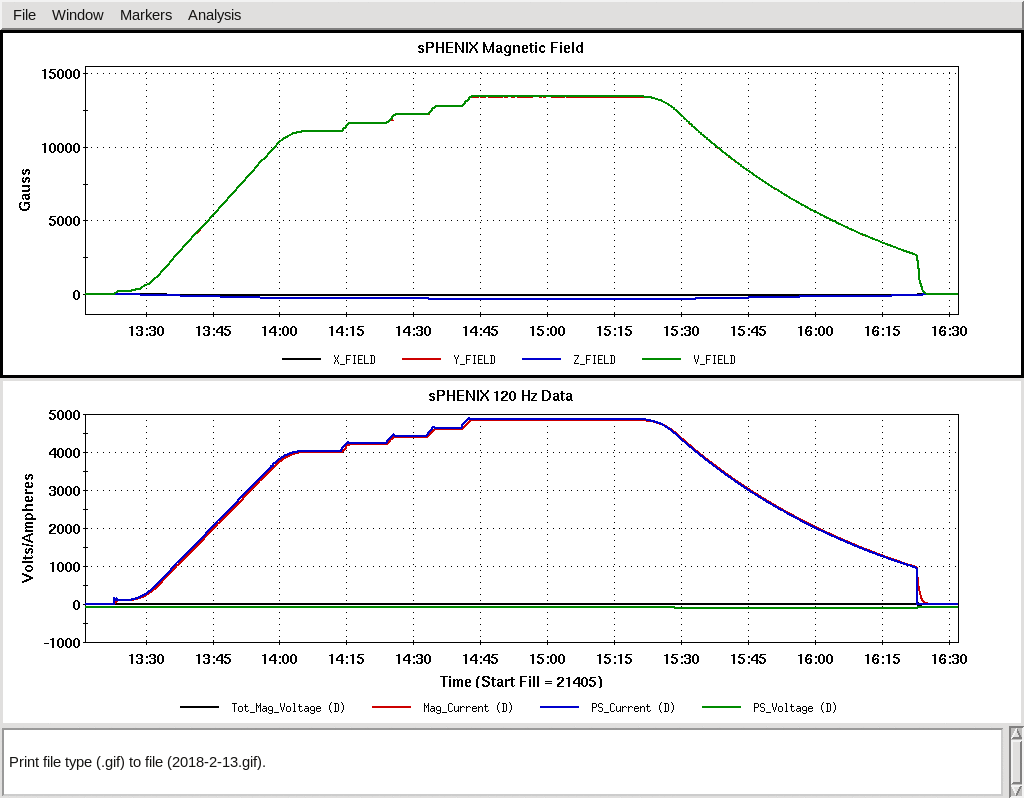 File Window Markers Analysis
sPHENIX Magnetic Field
15000
10000
5000
0
Gauss
13:30 13:45 14:00 14:15 14:30 14:45 15:00 15:15 15:30 15:45 16:00 16:15 16:30
X_FIELD Y_FIELD Z_FIELD V_FIELD
sPHENIX 120 Hz Data
5000
4000
3000
2000
1000
0
-1000
Volts/Ampheres
13:30 13:45 14:00 14:15 14:30 14:45 15:00 15:15 15:30 15:45 16:00 16:15 16:30
Time (Start Fill = 21405)
Tot_Mag_Voltage (D) Mag_Current (D) PS_Current (D) PS_Voltage (D)
Print file type (.gif) to file (2018-2-13.gif).